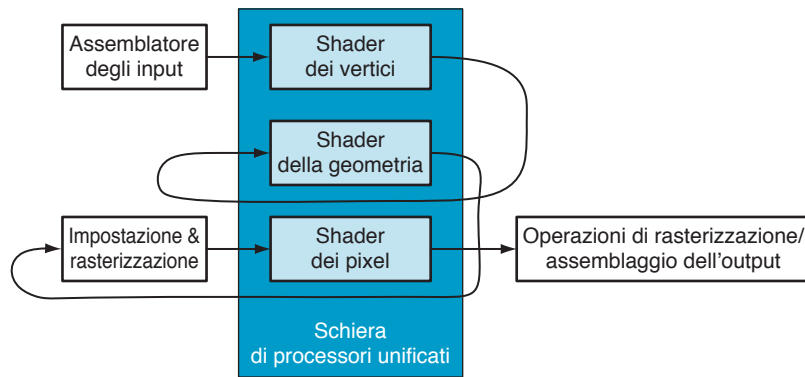 Assemblatore
degli input
Shader
dei vertici
Shader
della geometria
Impostazione &
rasterizzazione
Shader
dei pixel
Operazioni di rasterizzazione/
assemblaggio dell’output
Schiera
di processori unificati